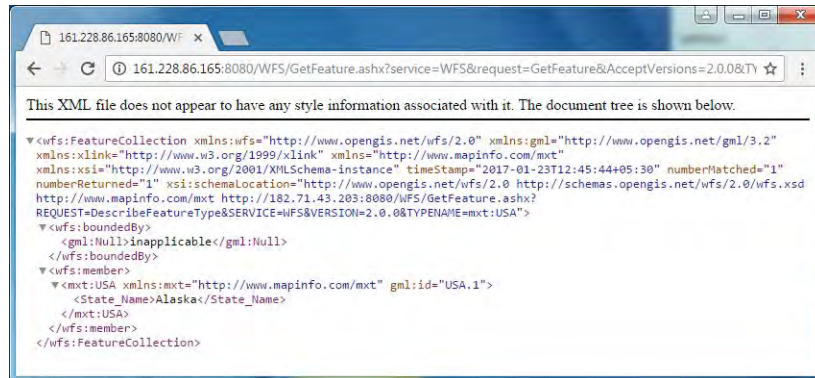 161.228.86.165:8080/WF
161.228.86.165:8080/WFS/GetFeature.ashx?service=WFS&request=GetFeature&AcceptVersions=2.0.0&TY
This XML file does not appear to have any style information associated with it. The document tree is shown below.
▼<wfs:FeatureCollection xmlns:wfs="http://www.opengis.net/wfs/2.0" xmlns:gml="http://www.opengis.net/gml/3.2"
xmlns:xlink="http://www.w3.org/1999/xlink" xmlns="http://www.mapinfo.com/mxt"
xmlns:xsi="http://www.w3.org/2001/XMLSchema-instance" timeStamp="2017-01-23T12:45:44+05:30" numberMatched="1"
numberReturned="1" xsi:schemaLocation="http://www.opengis.net/wfs/2.0 http://schemas.opengis.net/wfs/2.0/wfs.xsd
http://www.mapinfo.com/mxt http://182.71.43.203:8080/WFS/GetFeature.ashx?
REQUEST=DescribeFeatureType&SERVICE=WFS&VERSION=2.0.0&TYPENAME=mxt:USA">
▼<wfs:boundedBy>
<gml:Null>inapplicable</gml:Null>
</wfs:boundedBy>
▼<wfs:member>
▼<mxt:USA xmlns:mxt="http://www.mapinfo.com/mxt" gml:id="USA.1">
<State_Name>Alaska</State_Name>
</mxt:USA>
</wfs:member>
</wfs:FeatureCollection>